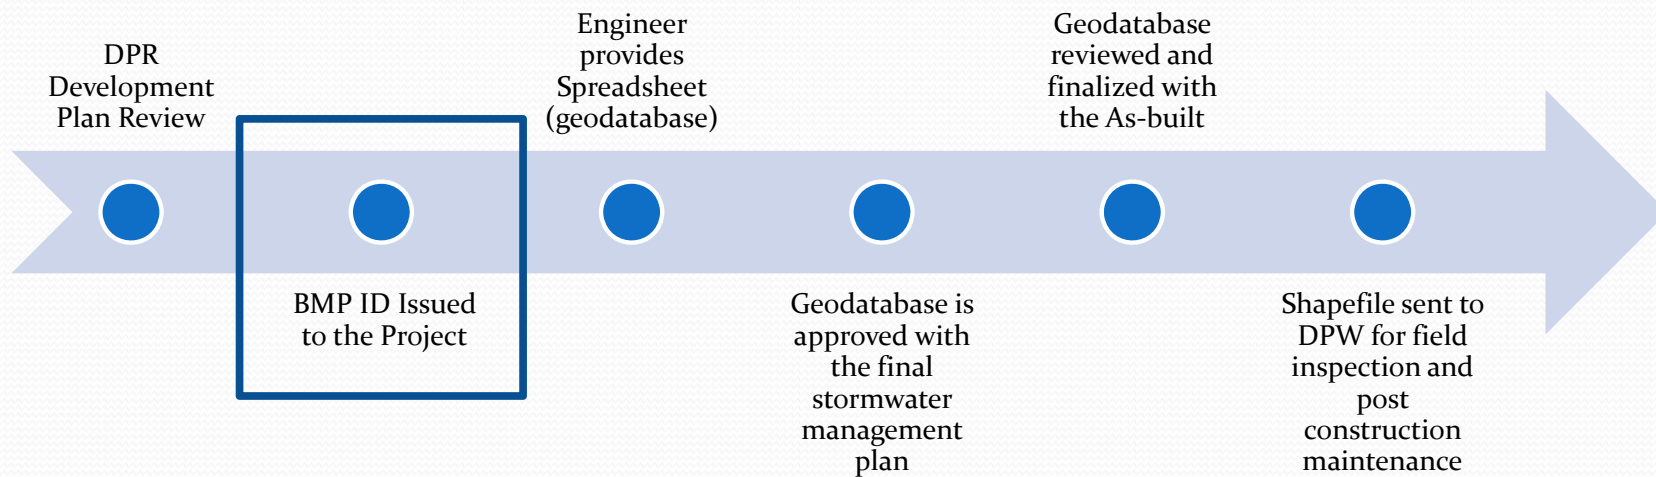 DPR
Development
Plan Review
BMP ID Issued
to the Project
Engineer
provides
Spreadsheet
(geodatabase)
Geodatabase is
approved with
the final
stormwater
management
plan
Geodatabase
reviewed and
finalized with
the As-built
Shapefile sent to
DPW for field
inspection and
post
construction
maintenance